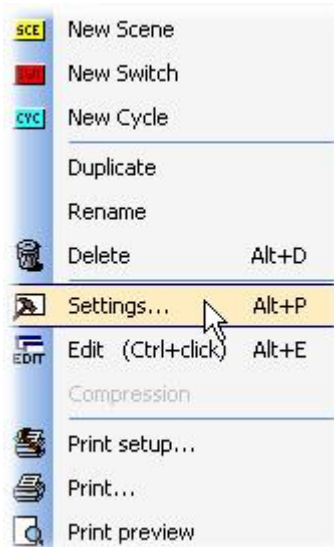 SCE New Scene
SWI New Switch
CYC New Cycle
Duplicate
Rename
Delete Alt+D
Settings... Alt+P
EDIT Edit (Ctrl+click) Alt+E
Compression
Print setup...
Print...
Print preview